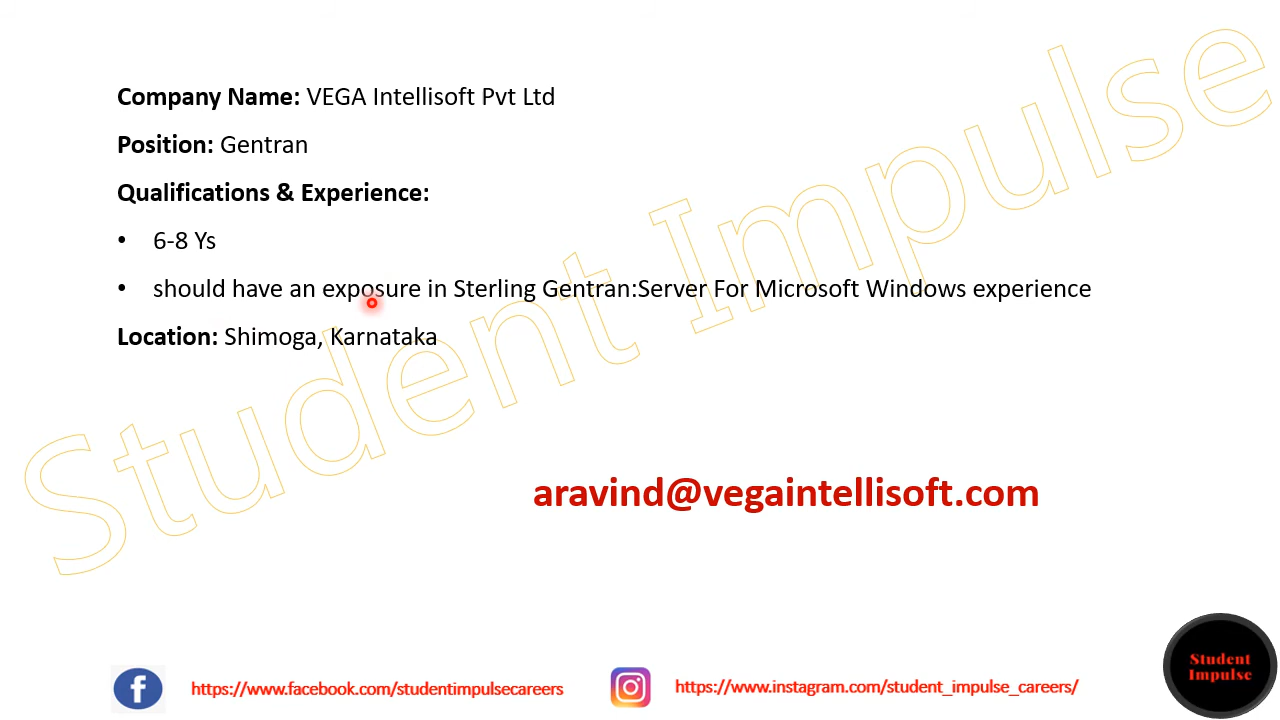 Company Name: VEGA Intellisoft Pvt Ltd
Position: Gentran
Qualifications & Experience:
• 6-8 Ys
• should have an exposure in Sterling Gentran:Server For Microsoft Windows experience
Location: Shimoga, Karnataka
Student Impulse
aravind@vegaintellisoft.com
https://www.facebook.com/studentimpulsecareers
https://www.instagram.com/student_impulse_careers/
Student
Impulse